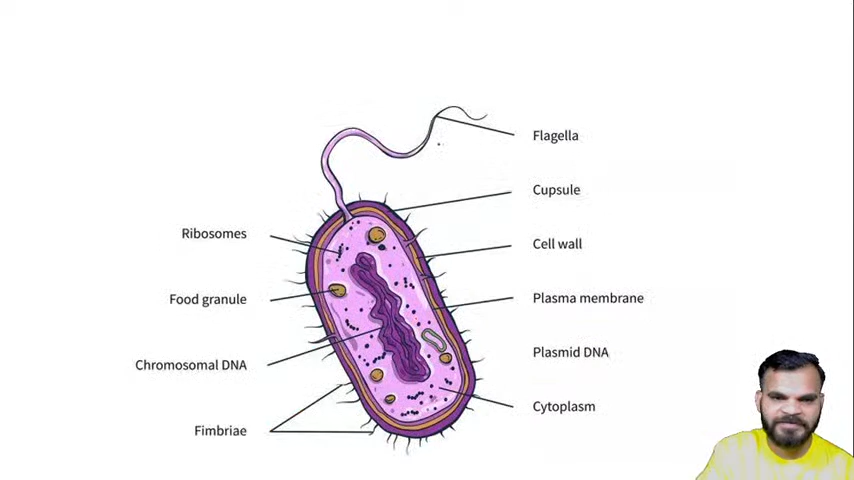 Flagella
Cupsule
Ribosomes
Cell wall
Food granule
Plasma membrane
Plasmid DNA
Chromosomal DNA
Cytoplasm
Fimbriae